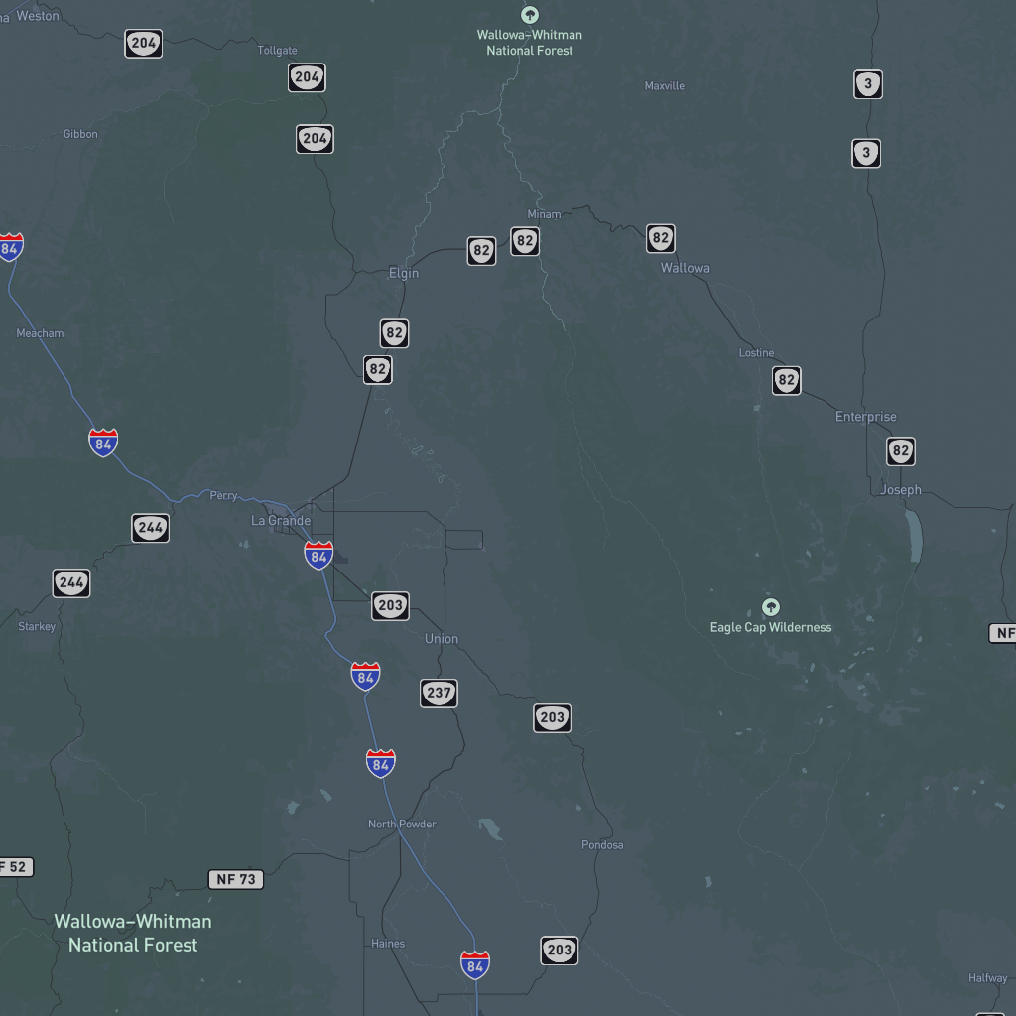 Weston
204
Wallowa–Whitman
National Forest
Tollgate
204
Maxville
3
Gibbon
204
3
Minam
84
82
82
82
Elgin
Wallowa
Meacham
82
Lostine
82
82
Enterprise
84
82
Perry
Joseph
La Grande
244
84
244
203
Eagle Cap Wilderness
Starkey
NF
Union
84
237
203
84
North Powder
Pondosa
F 52
NF 73
Wallowa–Whitman
National Forest
Haines
203
84
Halfway